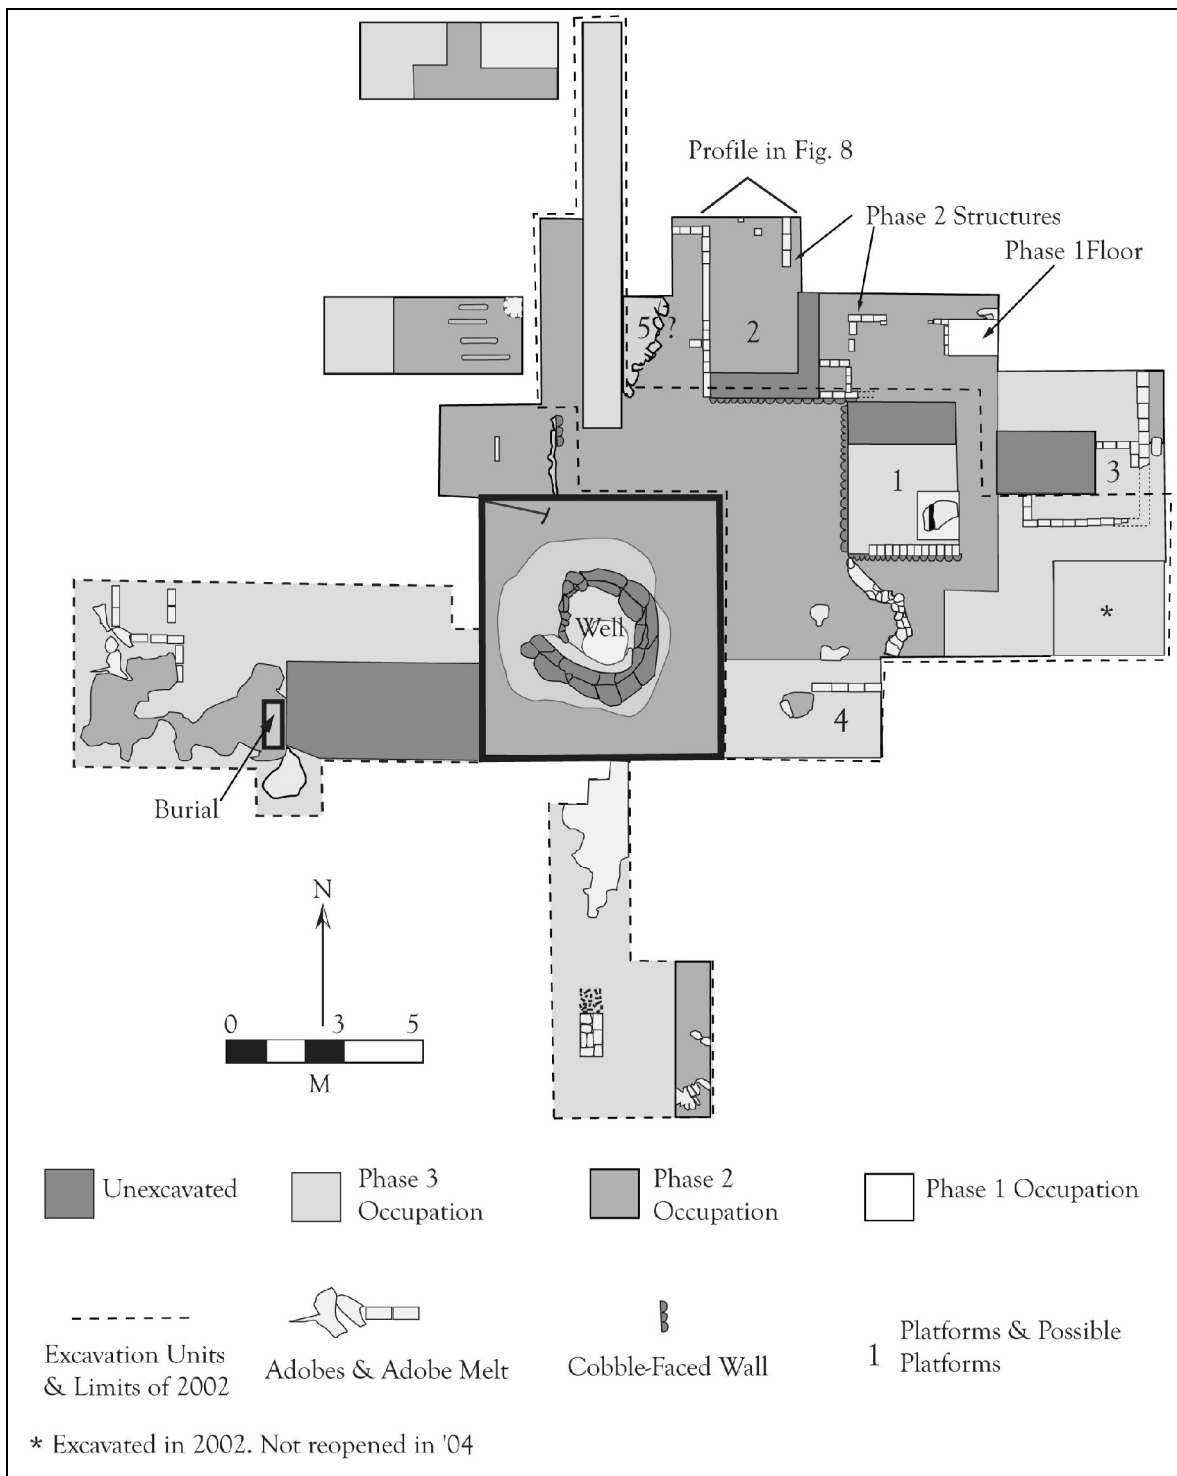 Profile in Fig. 8
Phase 2 Structures
Phase 1Floor
5 ?
2
1
3
Well
*
4
Burial
N
0 3 5
M
Unexcavated
Phase 3
Occupation
Phase 2
Occupation
Phase 1 Occupation
Excavation Units
& Limits of 2002
Adobes & Adobe Melt
Cobble-Faced Wall
1
Platforms & Possible
Platforms
* Excavated in 2002. Not reopened in '04